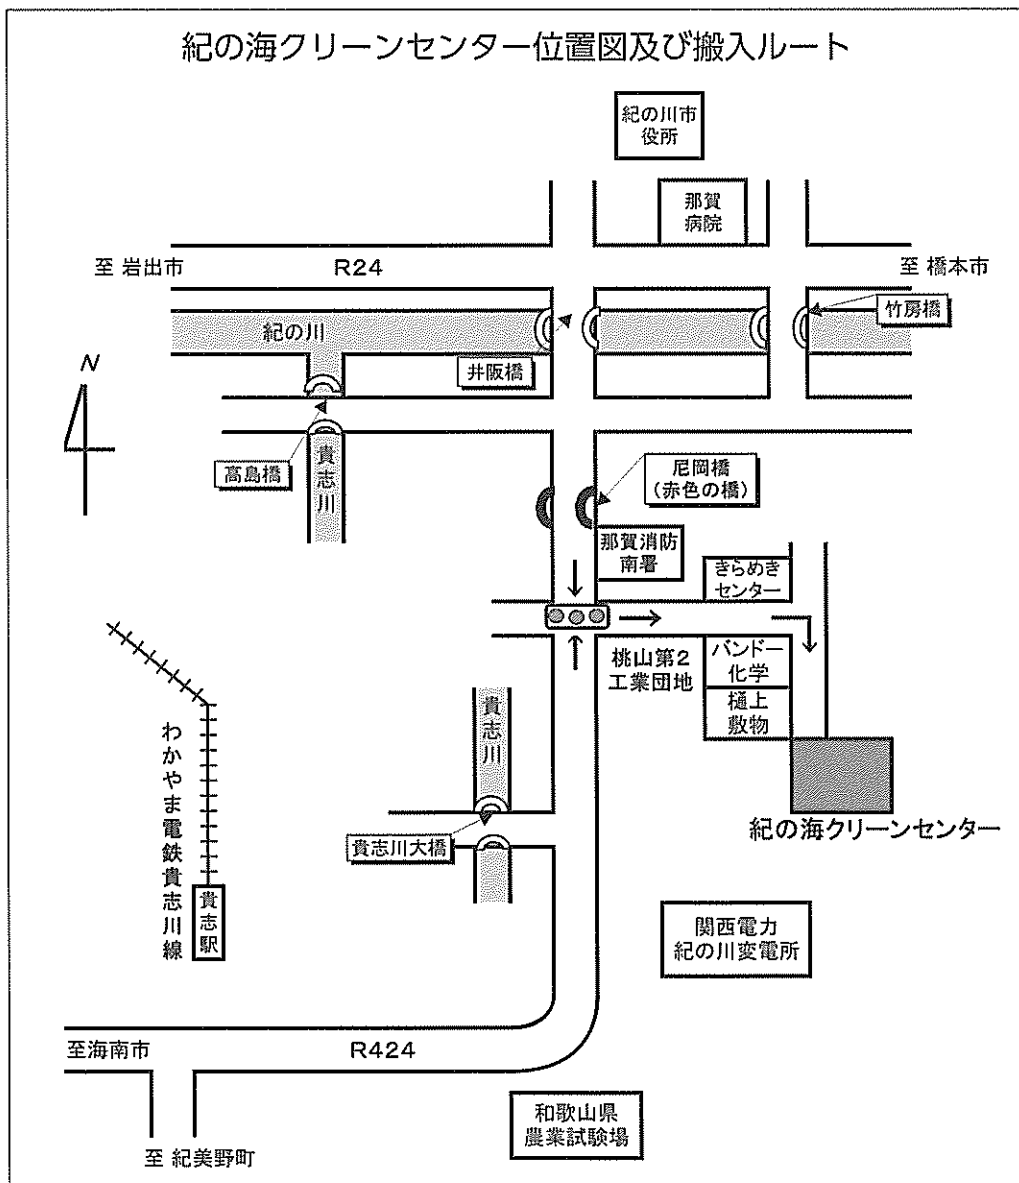 紀の海クリーンセンター位置図及び搬入ルート
紀の川市
役所
那賀
病院
至 岩出市
R24
至 橋本市
紀の川
竹房橋
井阪橋
N
高島橋
貴志川
尼岡橋
(赤色の橋)
那賀消防
南署
きらめき
センター
桃山第2
工業団地
バンドー
化学
樋上
敷物
貴志川
わかやま電鉄貴志川線
貴志川大橋
紀の海クリーンセンター
貴志駅
関西電力
紀の川変電所
至海南市
R424
和歌山県
農業試験場
至 紀美野町